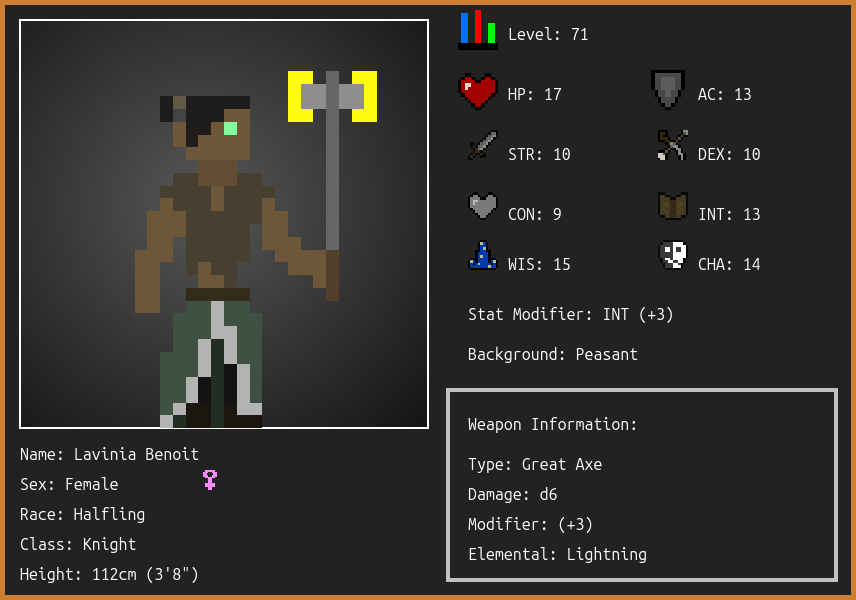 Level: 71
HP: 17
AC: 13
STR: 10
DEX: 10
CON: 9
INT: 13
WIS: 15
CHA: 14
Stat Modifier: INT (+3)
Background: Peasant
Weapon Information:
Type: Great Axe
Damage: d6
Modifier: (+3)
Elemental: Lightning
Name: Lavinia Benoit
Sex: Female
Race: Halfling
Class: Knight
Height: 112cm (3'8")